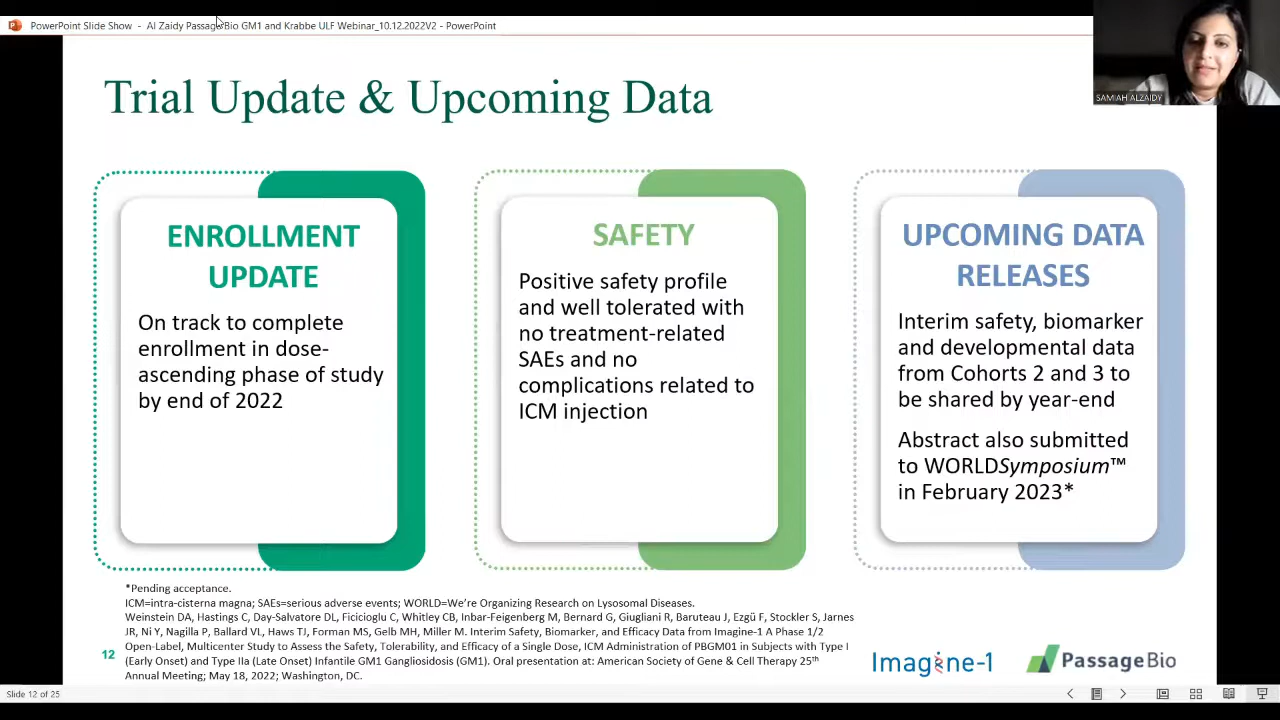 PowerPoint Slide Show - Al Zaidy Passage Bio GM1 and Krabbe ULF Webinar_10.12.2022V2 - PowerPoint
SAMIAH ALZAIDY
Trial Update & Upcoming Data
ENROLLMENT
UPDATE
On track to complete
enrollment in dose-
ascending phase of study
by end of 2022
SAFETY
Positive safety profile
and well tolerated with
no treatment-related
SAEs and no
complications related to
ICM injection
UPCOMING DATA
RELEASES
Interim safety, biomarker
and developmental data
from Cohorts 2 and 3 to
be shared by year-end
Abstract also submitted
to WORLDSymposium™
in February 2023*
*Pending acceptance.
ICM=intra-cisterna magna; SAEs=serious adverse events; WORLD=We're Organizing Research on Lysosomal Diseases.
Weinstein DA, Hastings C, Day-Salvatore DL, Ficicioglu C, Whitley CB, Inbar-Feigenberg M, Bernard G, Giugliani R, Baruteau J, Ezgü F, Stockler S, Jarnes
JR, Ni Y, Nagilla P, Ballard VL, Haws TJ, Forman MS, Gelb MH, Miller M. Interim Safety, Biomarker, and Efficacy Data from Imagine-1 A Phase 1/2
Open-Label, Multicenter Study to Assess the Safety, Tolerability, and Efficacy of a Single Dose, ICM Administration of PBGM01 in Subjects with Type I
(Early Onset) and Type IIa (Late Onset) Infantile GM1 Gangliosidosis (GM1). Oral presentation at: American Society of Gene & Cell Therapy 25th
Annual Meeting; May 18, 2022; Washington, DC.
12
Imagine-1
PassageBio
Slide 12 of 25